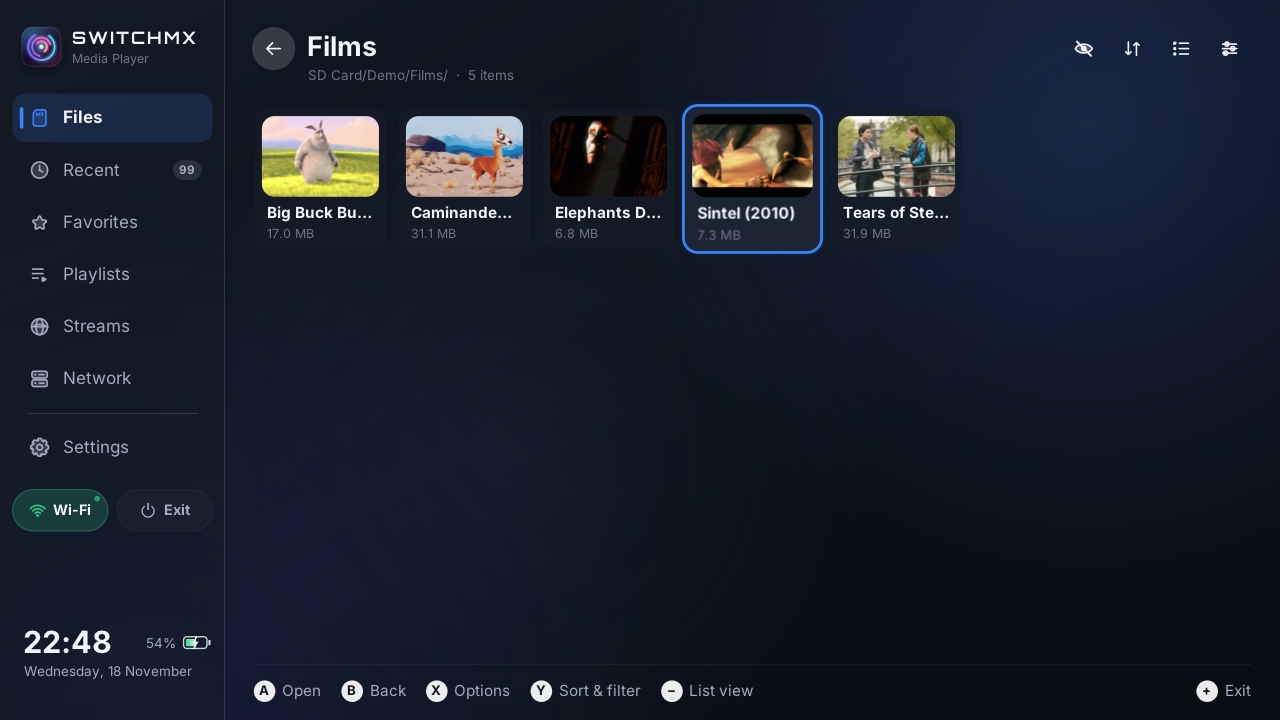 SWITCHMX
Media Player
Files
Recent
99
Favorites
Playlists
Streams
Network
Settings
Wi-Fi
Exit
22:48
54%
Wednesday, 18 November
Films
SD Card/Demo/Films/ · 5 items
Big Buck Bu...
17.0 MB
Caminande...
31.1 MB
Elephants D...
6.8 MB
Sintel (2010)
7.3 MB
Tears of Ste...
31.9 MB
A Open
B Back
X Options
Y Sort & filter
− List view
+ Exit